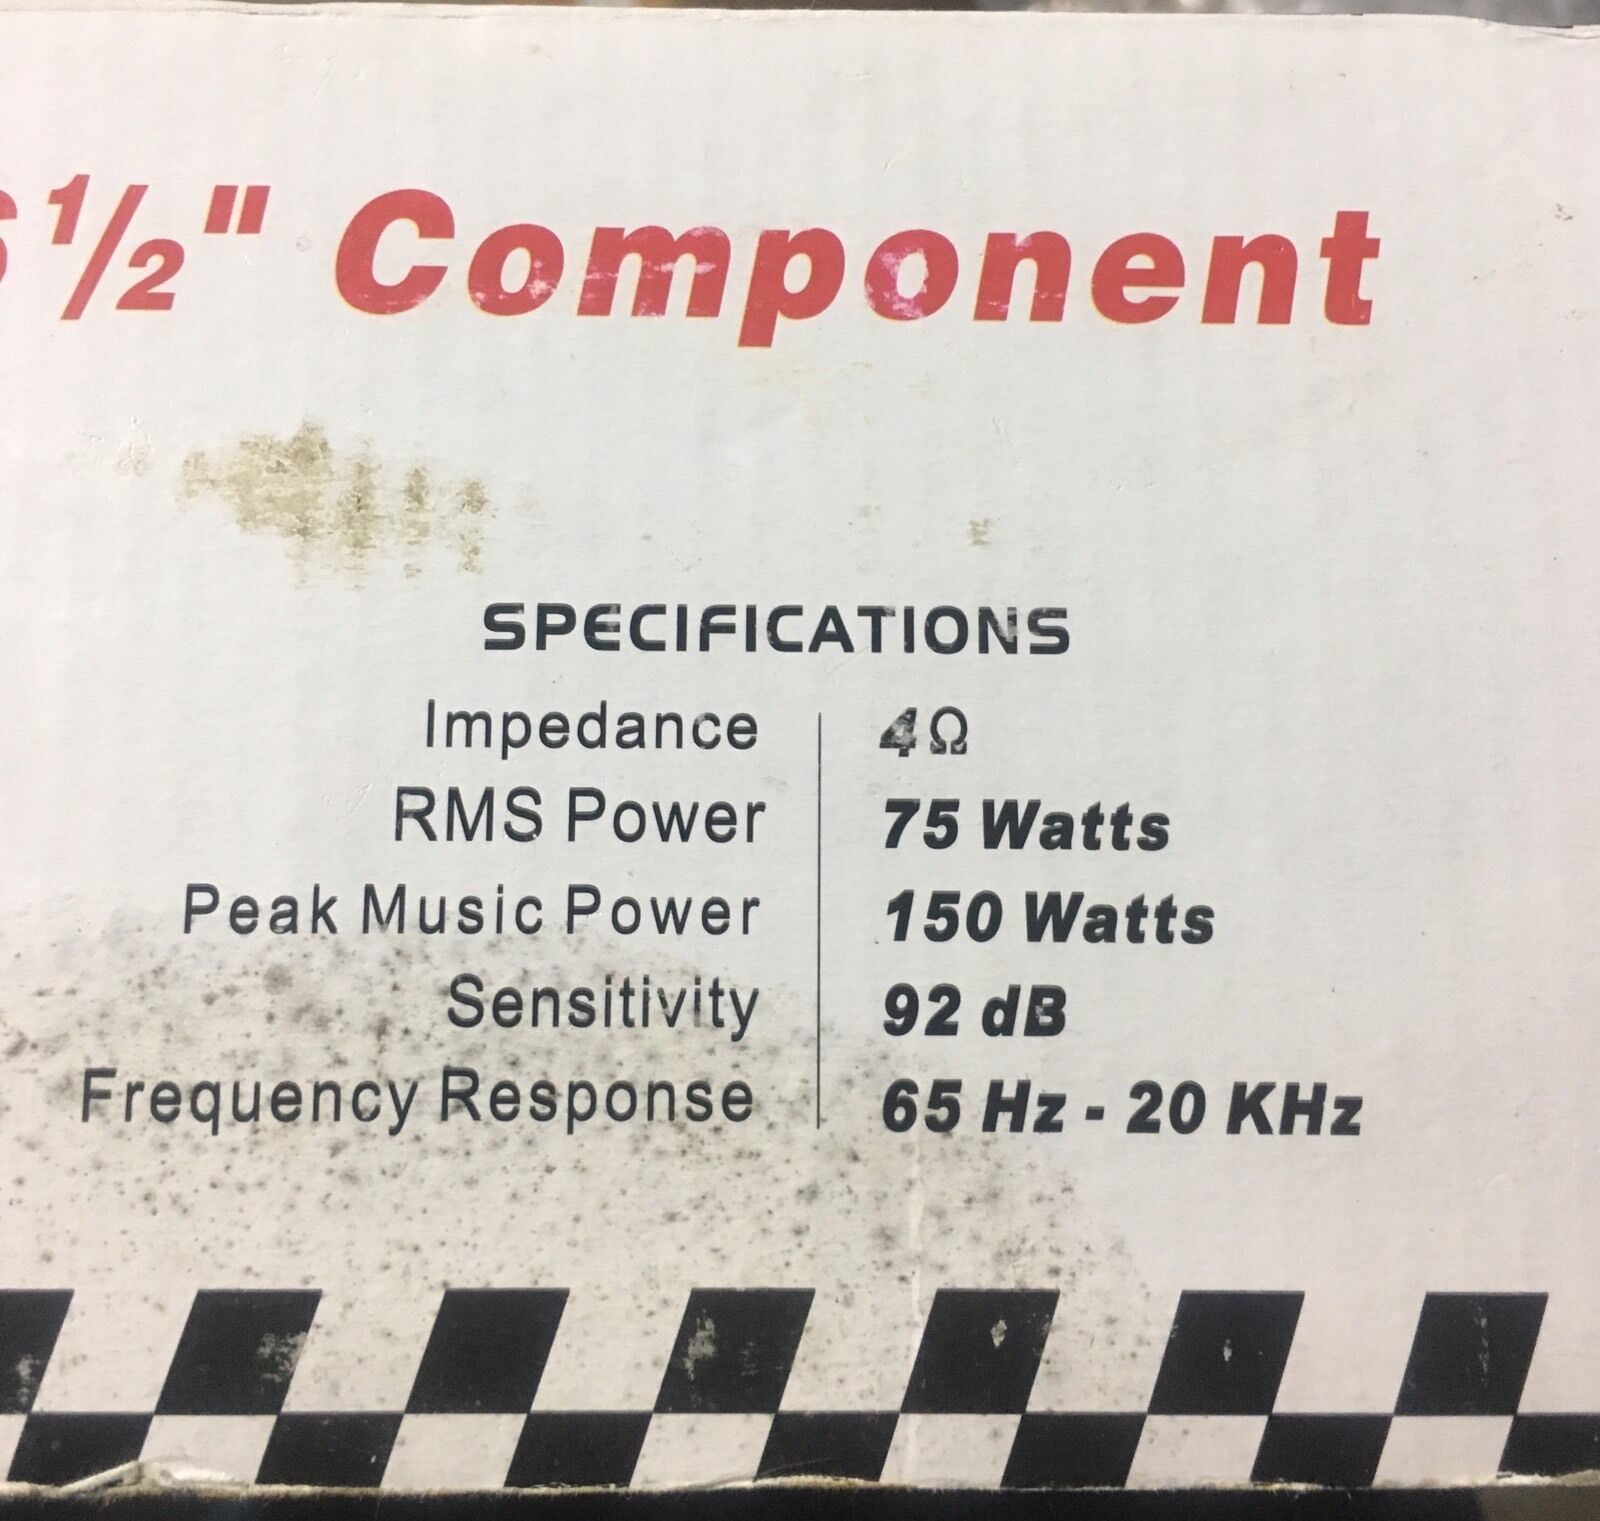 6 ½" Component
SPECIFICATIONS
Impedance 4Ω
RMS Power 75 Watts
Peak Music Power 150 Watts
Sensitivity 92 dB
Frequency Response 65 Hz - 20 KHz